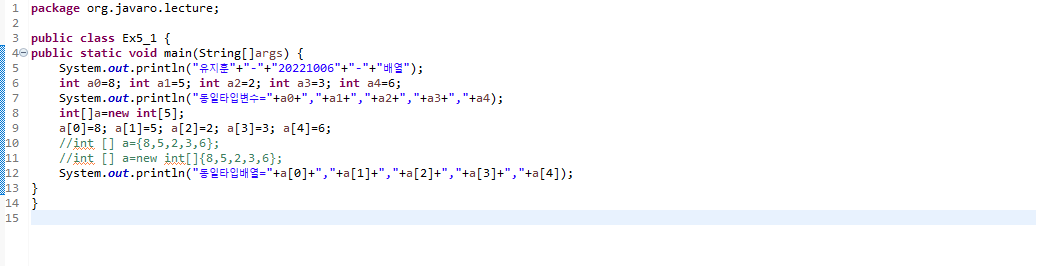 1 package org.javaro.lecture;
2
3 public class Ex5_1 {
4 public static void main(String[]args) {
5 System.out.println("유지훈"+"-"+"20221006"+"-"+"배열");
6 int a0=8; int a1=5; int a2=2; int a3=3; int a4=6;
7 System.out.println("동일타입변수="+a0+","+a1+","+a2+","+a3+","+a4);
8 int[]a=new int[5];
9 a[0]=8; a[1]=5; a[2]=2; a[3]=3; a[4]=6;
10 //int [] a={8,5,2,3,6};
11 //int [] a=new int[]{8,5,2,3,6};
12 System.out.println("동일타입배열="+a[0]+","+a[1]+","+a[2]+","+a[3]+","+a[4]);
13 }
14 }
15